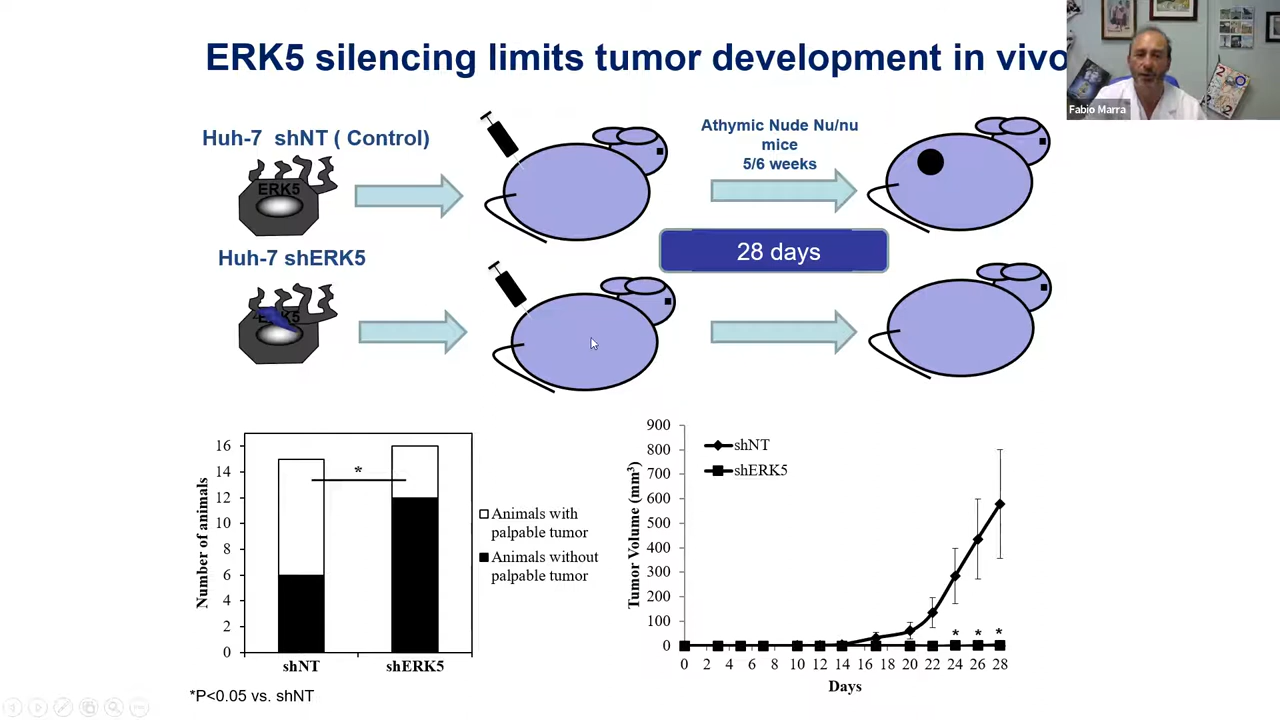 ERK5 silencing limits tumor development in vivo
Fabio Marra
Huh-7 shNT ( Control)
ERK5
Athymic Nude Nu/nu
mice
5/6 weeks
28 days
Huh-7 shERK5
ERK5
Number of animals
16
14
12
10
8
6
4
2
0
*
shNT
shERK5
Animals with
palpable tumor
Animals without
palpable tumor
*P<0.05 vs. shNT
Tumor Volume (mm³)
900
800
700
600
500
400
300
200
100
0
shNT
shERK5
* * *
0 2 4 6 8 10 12 14 16 18 20 22 24 26 28
Days